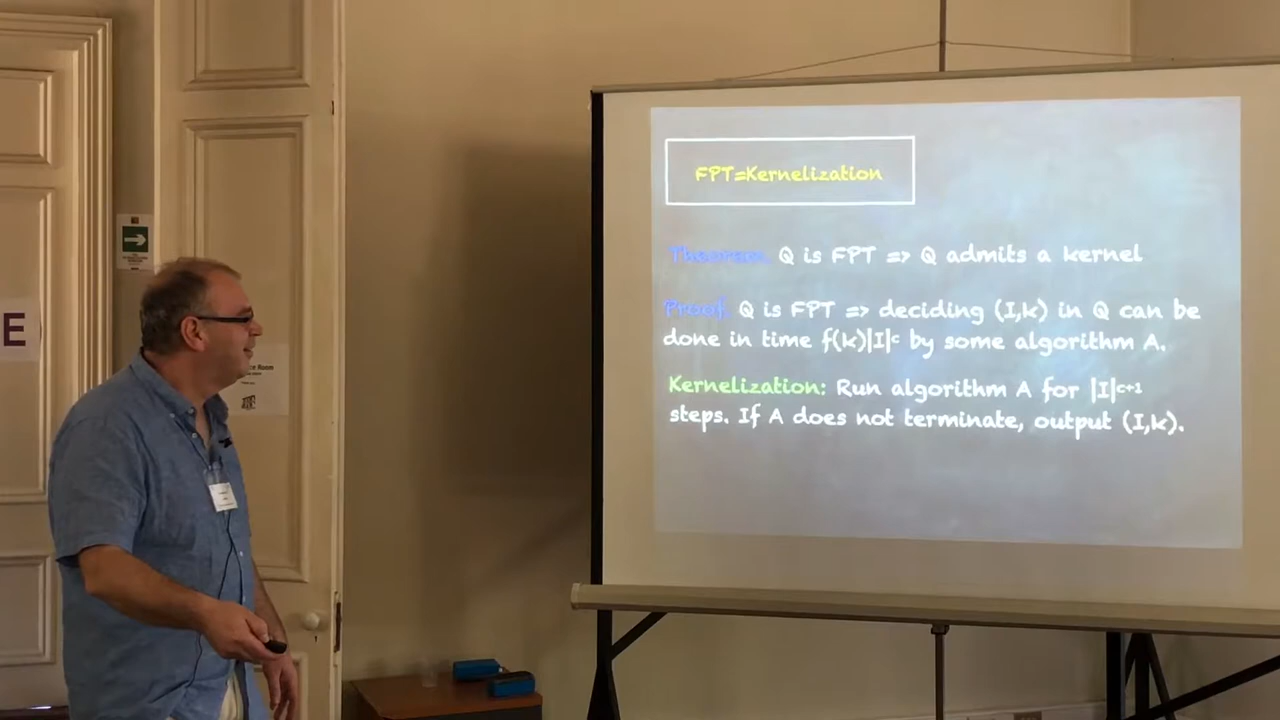 FPT=Kernelization
Theorem. Q is FPT => Q admits a kernel
Proof. Q is FPT => deciding (I,k) in Q can be
done in time f(k)|I|ᶜ by some algorithm A.
Kernelization: Run algorithm A for |I|ᶜ⁺¹
steps. If A does not terminate, output (I,k).
E
Room